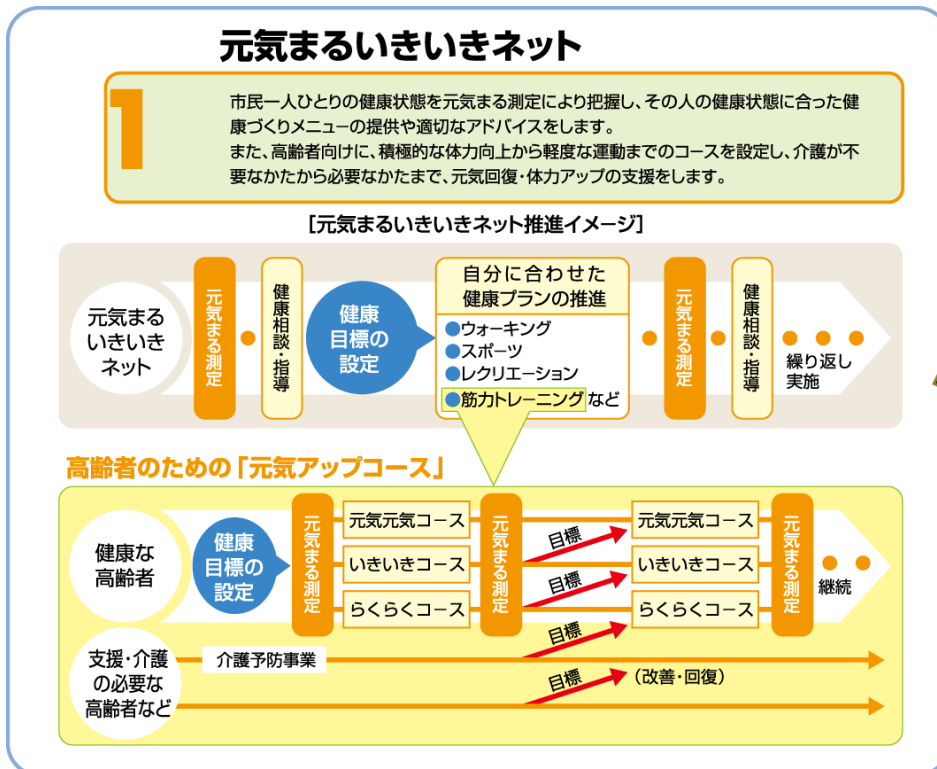 元気まるいきいきネット
1
市民一人ひとりの健康状態を元気まる測定により把握し、その人の健康状態に合った健
康づくりメニューの提供や適切なアドバイスをします。
また、高齢者向けに、積極的な体力向上から軽度な運動までのコースを設定し、介護が不
要なかたから必要なかたまで、元気回復・体力アップの支援をします。
[元気まるいきいきネット推進イメージ]
元気まる
いきいき
ネット
元気まる測定
健康相談・指導
健康
目標の
設定
自分に合わせた
健康プランの推進
●ウォーキング
●スポーツ
●レクリエーション
●筋力トレーニング など
元気まる測定
健康相談・指導
繰り返し
実施
高齢者のための「元気アップコース」
健康な
高齢者
健康
目標の
設定
元気まる測定
元気元気コース
いきいきコース
らくらくコース
元気まる測定
目標
目標
目標
目標
元気元気コース
いきいきコース
らくらくコース
(改善・回復)
元気まる測定
継続
支援・介護
の必要な
高齢者など
介護予防事業